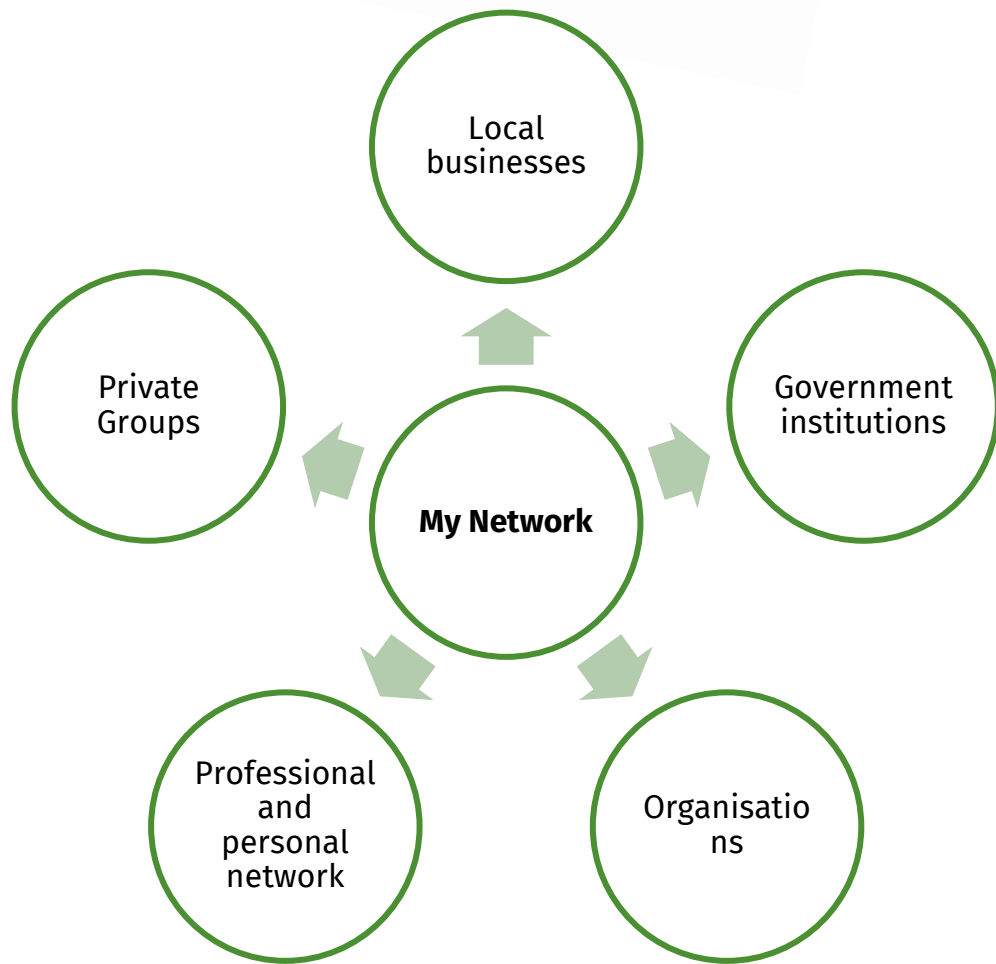 Local
businesses
Private
Groups
Government
institutions
My Network
Professional
and
personal
network
Organisatio
ns